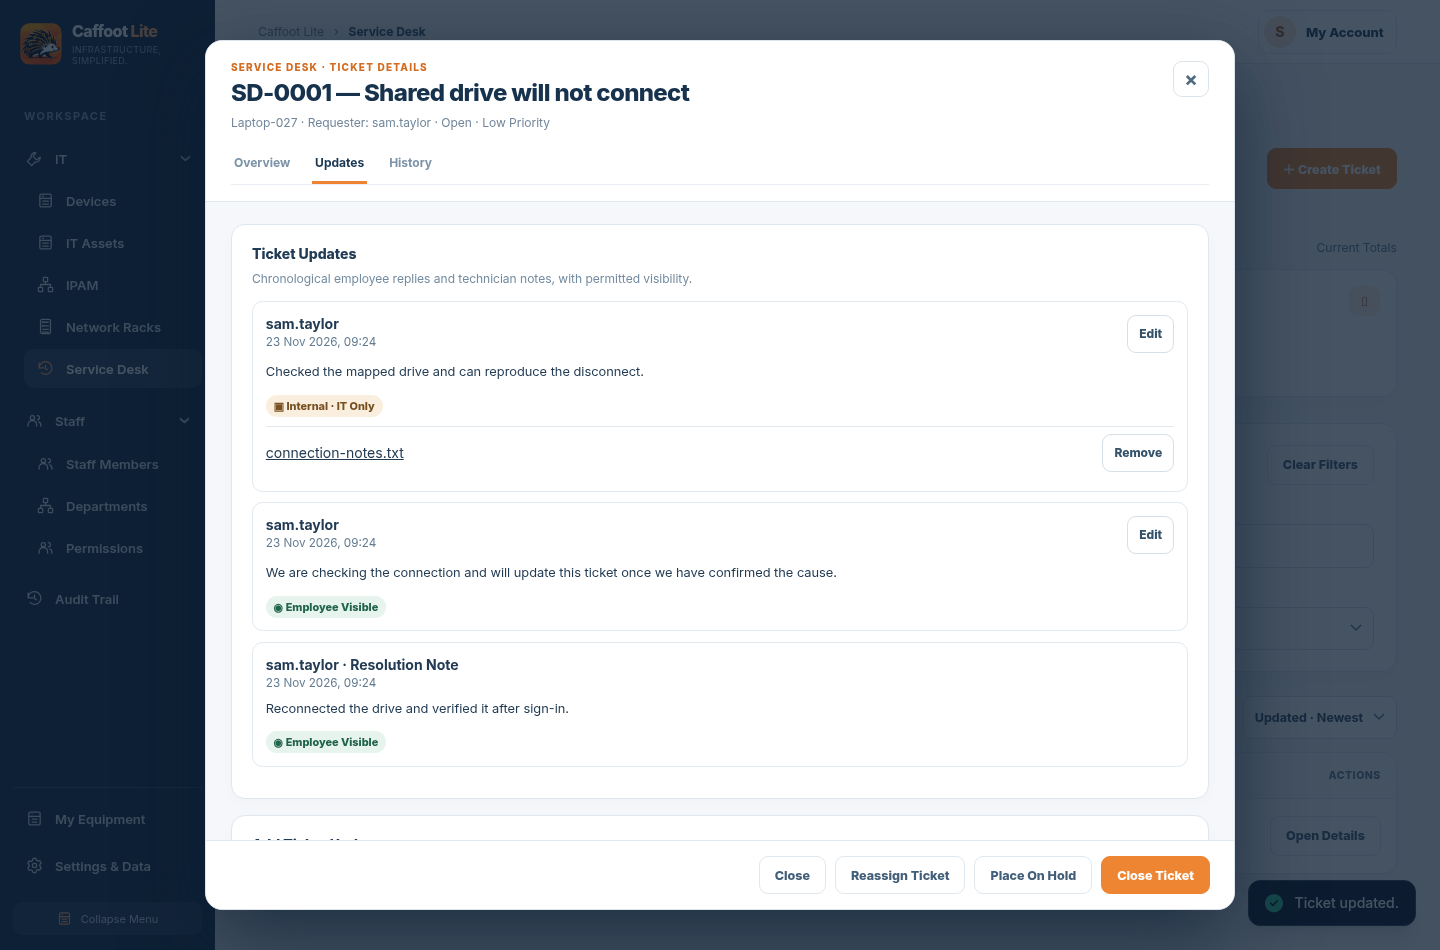 Caffoot Lite
INFRASTRUCTURE,
SIMPLIFIED.
WORKSPACE
IT
Devices
IT Assets
IPAM
Network Racks
Service Desk
Staff
Staff Members
Departments
Permissions
Audit Trail
My Equipment
Settings & Data
Collapse Menu
Caffoot Lite › Service Desk
S My Account
+ Create Ticket
Current Totals
Clear Filters
Updated · Newest
ACTIONS
Open Details
SERVICE DESK · TICKET DETAILS
SD-0001 — Shared drive will not connect
Laptop-027 · Requester: sam.taylor · Open · Low Priority
×
Overview Updates History
Ticket Updates
Chronological employee replies and technician notes, with permitted visibility.
sam.taylor
23 Nov 2026, 09:24
Edit
Checked the mapped drive and can reproduce the disconnect.
▣ Internal · IT Only
connection-notes.txt
Remove
sam.taylor
23 Nov 2026, 09:24
Edit
We are checking the connection and will update this ticket once we have confirmed the cause.
◉ Employee Visible
sam.taylor · Resolution Note
23 Nov 2026, 09:24
Reconnected the drive and verified it after sign-in.
◉ Employee Visible
Close Reassign Ticket Place On Hold Close Ticket
Ticket updated.